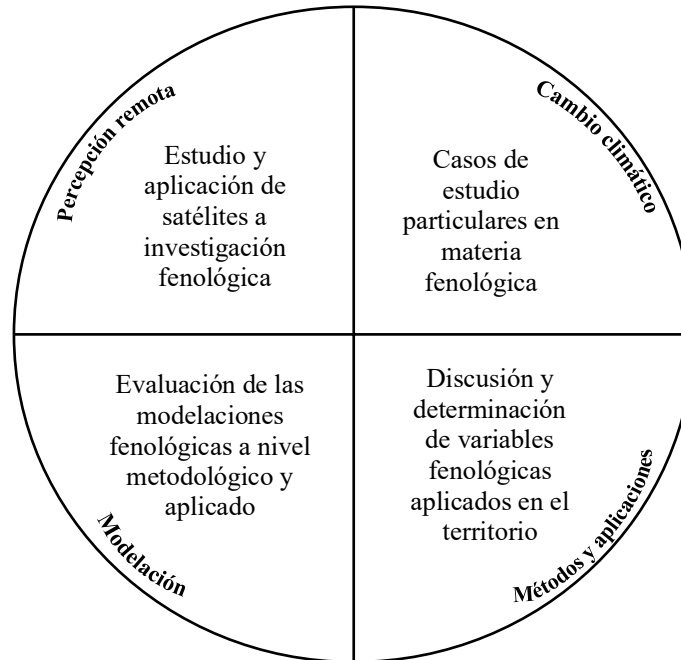 Percepción remota
Estudio y
aplicación de
satélites a
investigación
fenológica
Cambio climático
Casos de
estudio
particulares en
materia
fenológica
Evaluación de las
modelaciones
fenológicas a nivel
metodológico y
aplicado
Modelación
Discusión y
determinación
de variables
fenológicas
aplicados en el
territorio
Métodos y aplicaciones